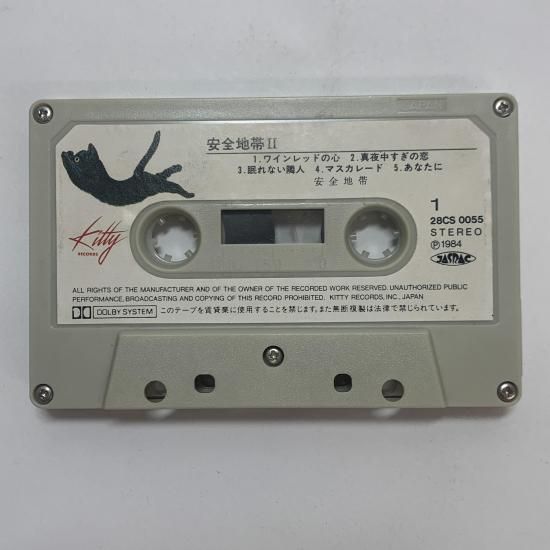 JAPAN
安全地帯 II
1.ワインレッドの心 2.真夜中すぎの恋
3.眠れない隣人 4.マスカレード 5.あなたに
安全地帯
Kitty
RECORDS
1
28CS 0055
STEREO
Ⓟ1984
JASRAC
ALL RIGHTS OF THE MANUFACTURER AND OF THE OWNER OF THE RECORDED WORK RESERVED. UNAUTHORIZED PUBLIC
PERFORMANCE, BROADCASTING AND COPYING OF THIS RECORD PROHIBITED. KITTY RECORDS, INC., JAPAN
DOLBY SYSTEM このテープを賃貸業に使用することを禁じます。また無断複製は法律で禁じられています。